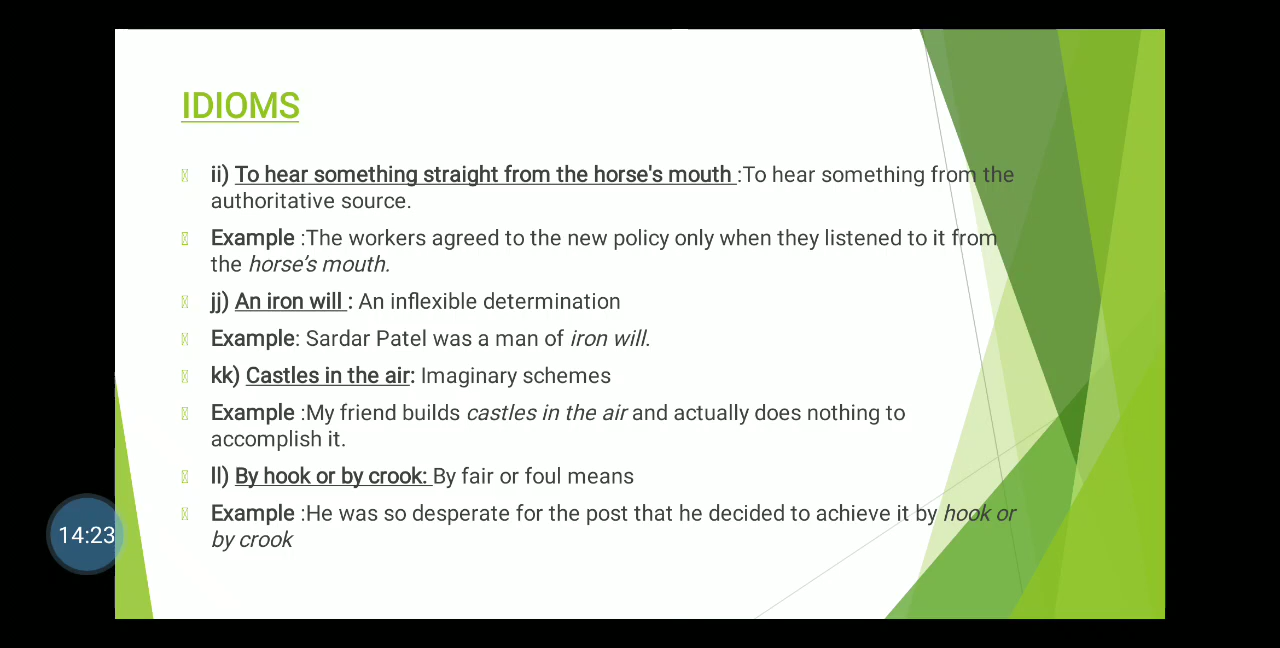 IDIOMS
ii) To hear something straight from the horse's mouth :To hear something from the
authoritative source.
Example :The workers agreed to the new policy only when they listened to it from
the horse’s mouth.
jj) An iron will : An inflexible determination
Example: Sardar Patel was a man of iron will.
kk) Castles in the air: Imaginary schemes
Example :My friend builds castles in the air and actually does nothing to
accomplish it.
ll) By hook or by crook: By fair or foul means
Example :He was so desperate for the post that he decided to achieve it by hook or
by crook
14:23